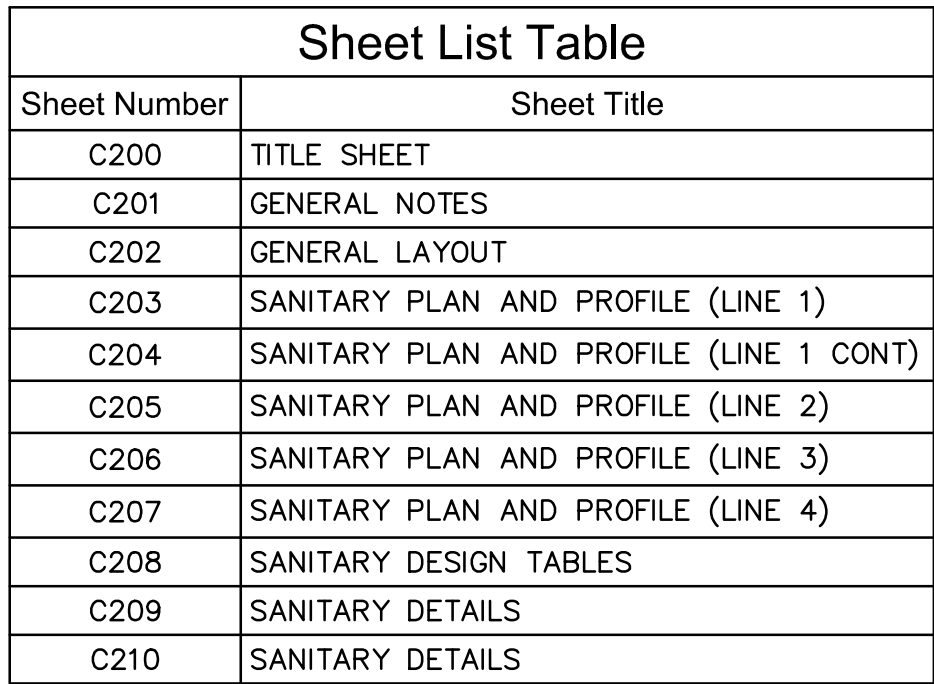 Sheet List Table
Sheet Number Sheet Title
C200 TITLE SHEET
C201 GENERAL NOTES
C202 GENERAL LAYOUT
C203 SANITARY PLAN AND PROFILE (LINE 1)
C204 SANITARY PLAN AND PROFILE (LINE 1 CONT)
C205 SANITARY PLAN AND PROFILE (LINE 2)
C206 SANITARY PLAN AND PROFILE (LINE 3)
C207 SANITARY PLAN AND PROFILE (LINE 4)
C208 SANITARY DESIGN TABLES
C209 SANITARY DETAILS
C210 SANITARY DETAILS